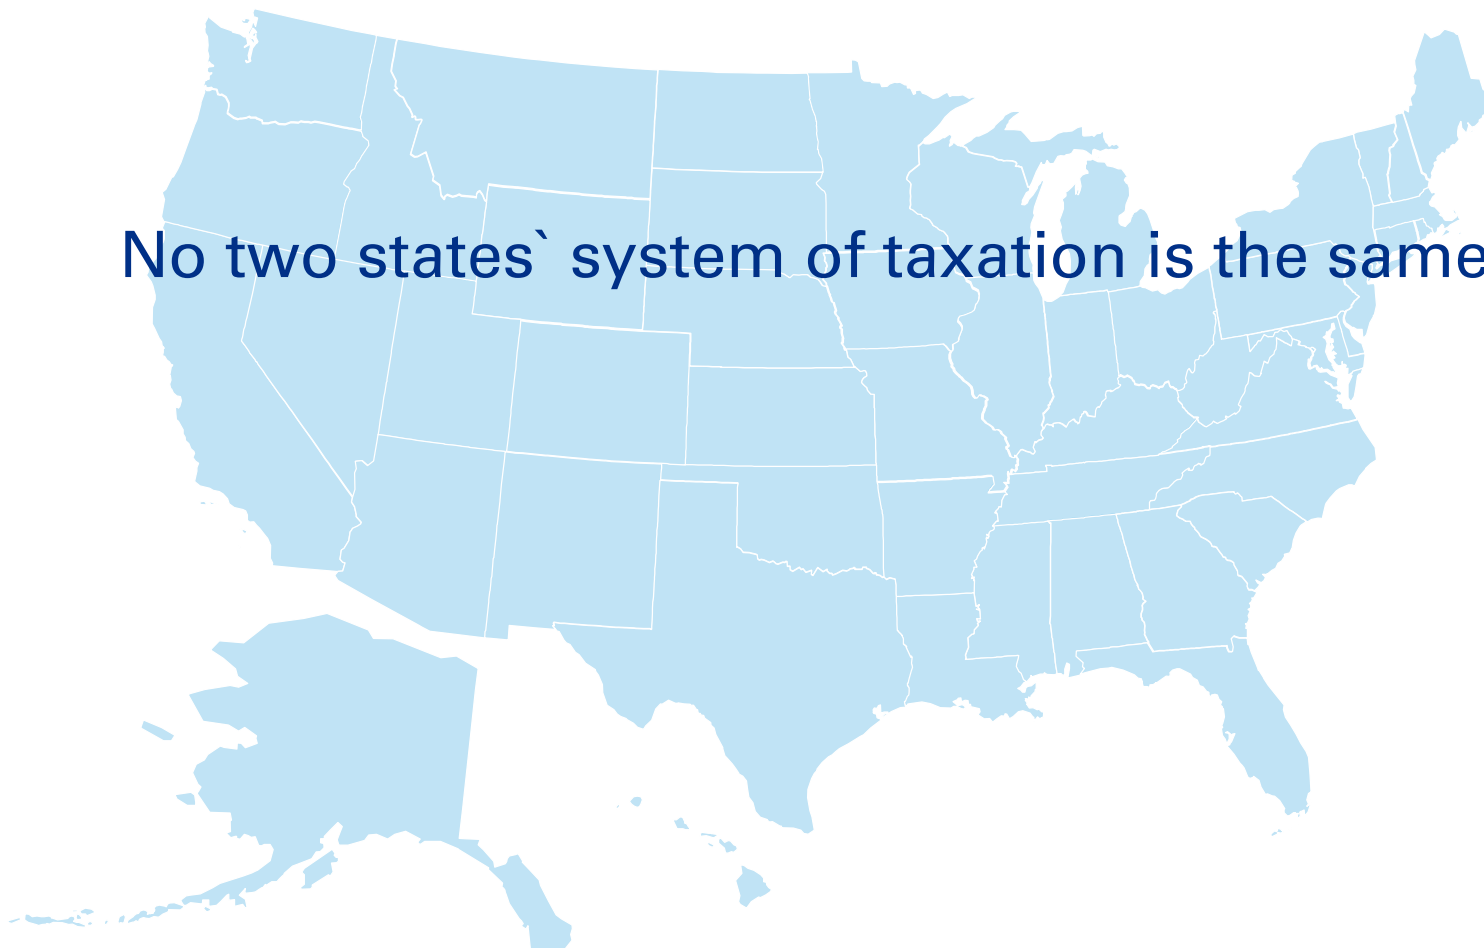 No two states` system of taxation is the same